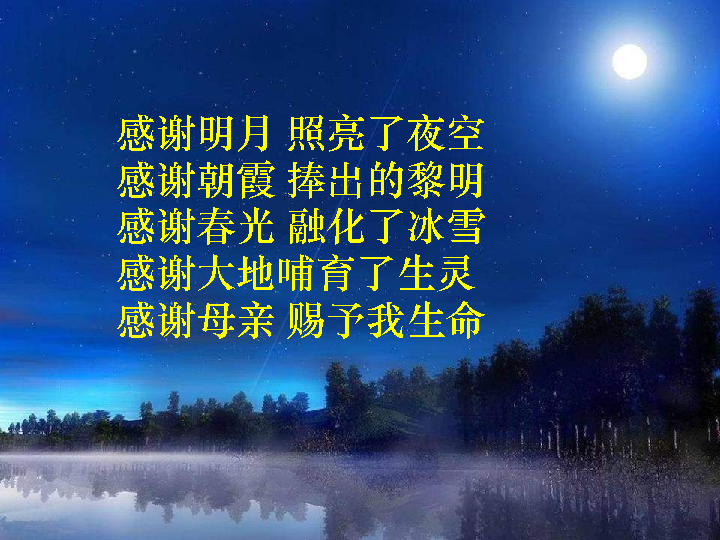 感谢明月 照亮了夜空
感谢朝霞 捧出的黎明
感谢春光 融化了冰雪
感谢大地哺育了生灵
感谢母亲 赐予我生命